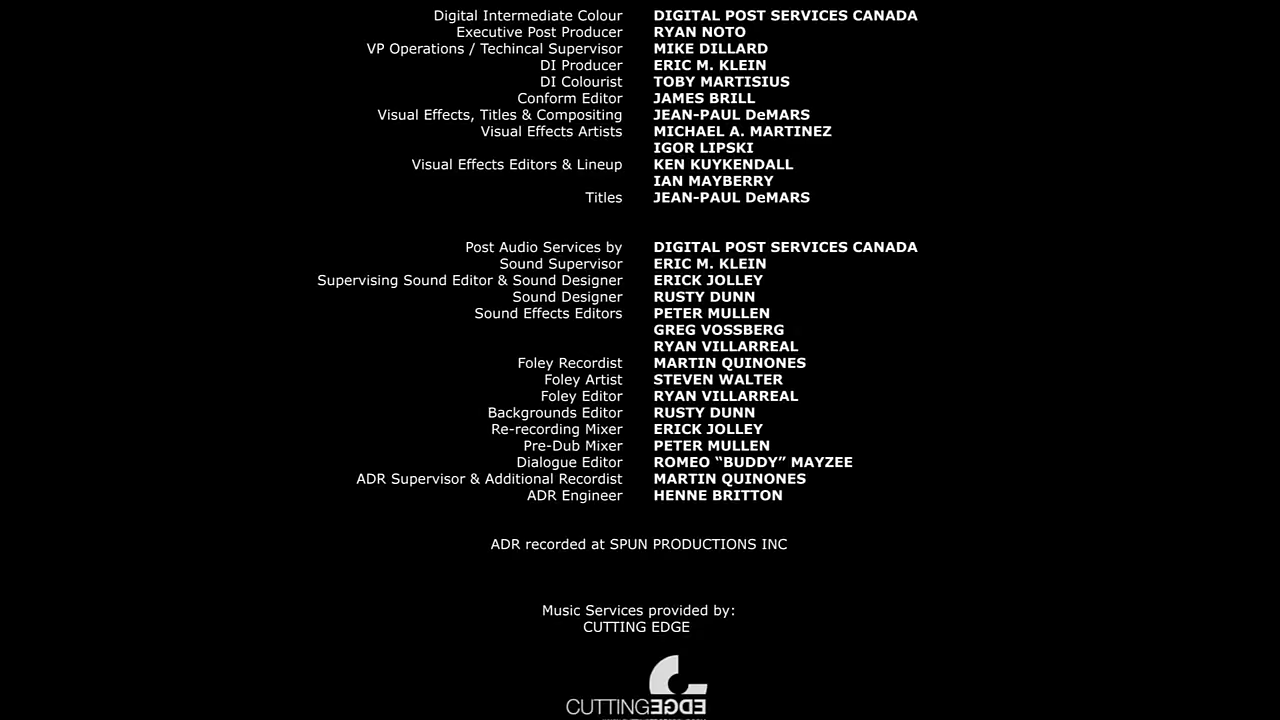 Digital Intermediate Colour DIGITAL POST SERVICES CANADA
Executive Post Producer RYAN NOTO
VP Operations / Techincal Supervisor MIKE DILLARD
DI Producer ERIC M. KLEIN
DI Colourist TOBY MARTISIUS
Conform Editor JAMES BRILL
Visual Effects, Titles & Compositing JEAN-PAUL DeMARS
Visual Effects Artists MICHAEL A. MARTINEZ
IGOR LIPSKI
Visual Effects Editors & Lineup KEN KUYKENDALL
IAN MAYBERRY
Titles JEAN-PAUL DeMARS
Post Audio Services by DIGITAL POST SERVICES CANADA
Sound Supervisor ERIC M. KLEIN
Supervising Sound Editor & Sound Designer ERICK JOLLEY
Sound Designer RUSTY DUNN
Sound Effects Editors PETER MULLEN
GREG VOSSBERG
RYAN VILLARREAL
Foley Recordist MARTIN QUINONES
Foley Artist STEVEN WALTER
Foley Editor RYAN VILLARREAL
Backgrounds Editor RUSTY DUNN
Re-recording Mixer ERICK JOLLEY
Pre-Dub Mixer PETER MULLEN
Dialogue Editor ROMEO “BUDDY” MAYZEE
ADR Supervisor & Additional Recordist MARTIN QUINONES
ADR Engineer HENNE BRITTON
ADR recorded at SPUN PRODUCTIONS INC
Music Services provided by:
CUTTING EDGE
CUTTINGEDGE